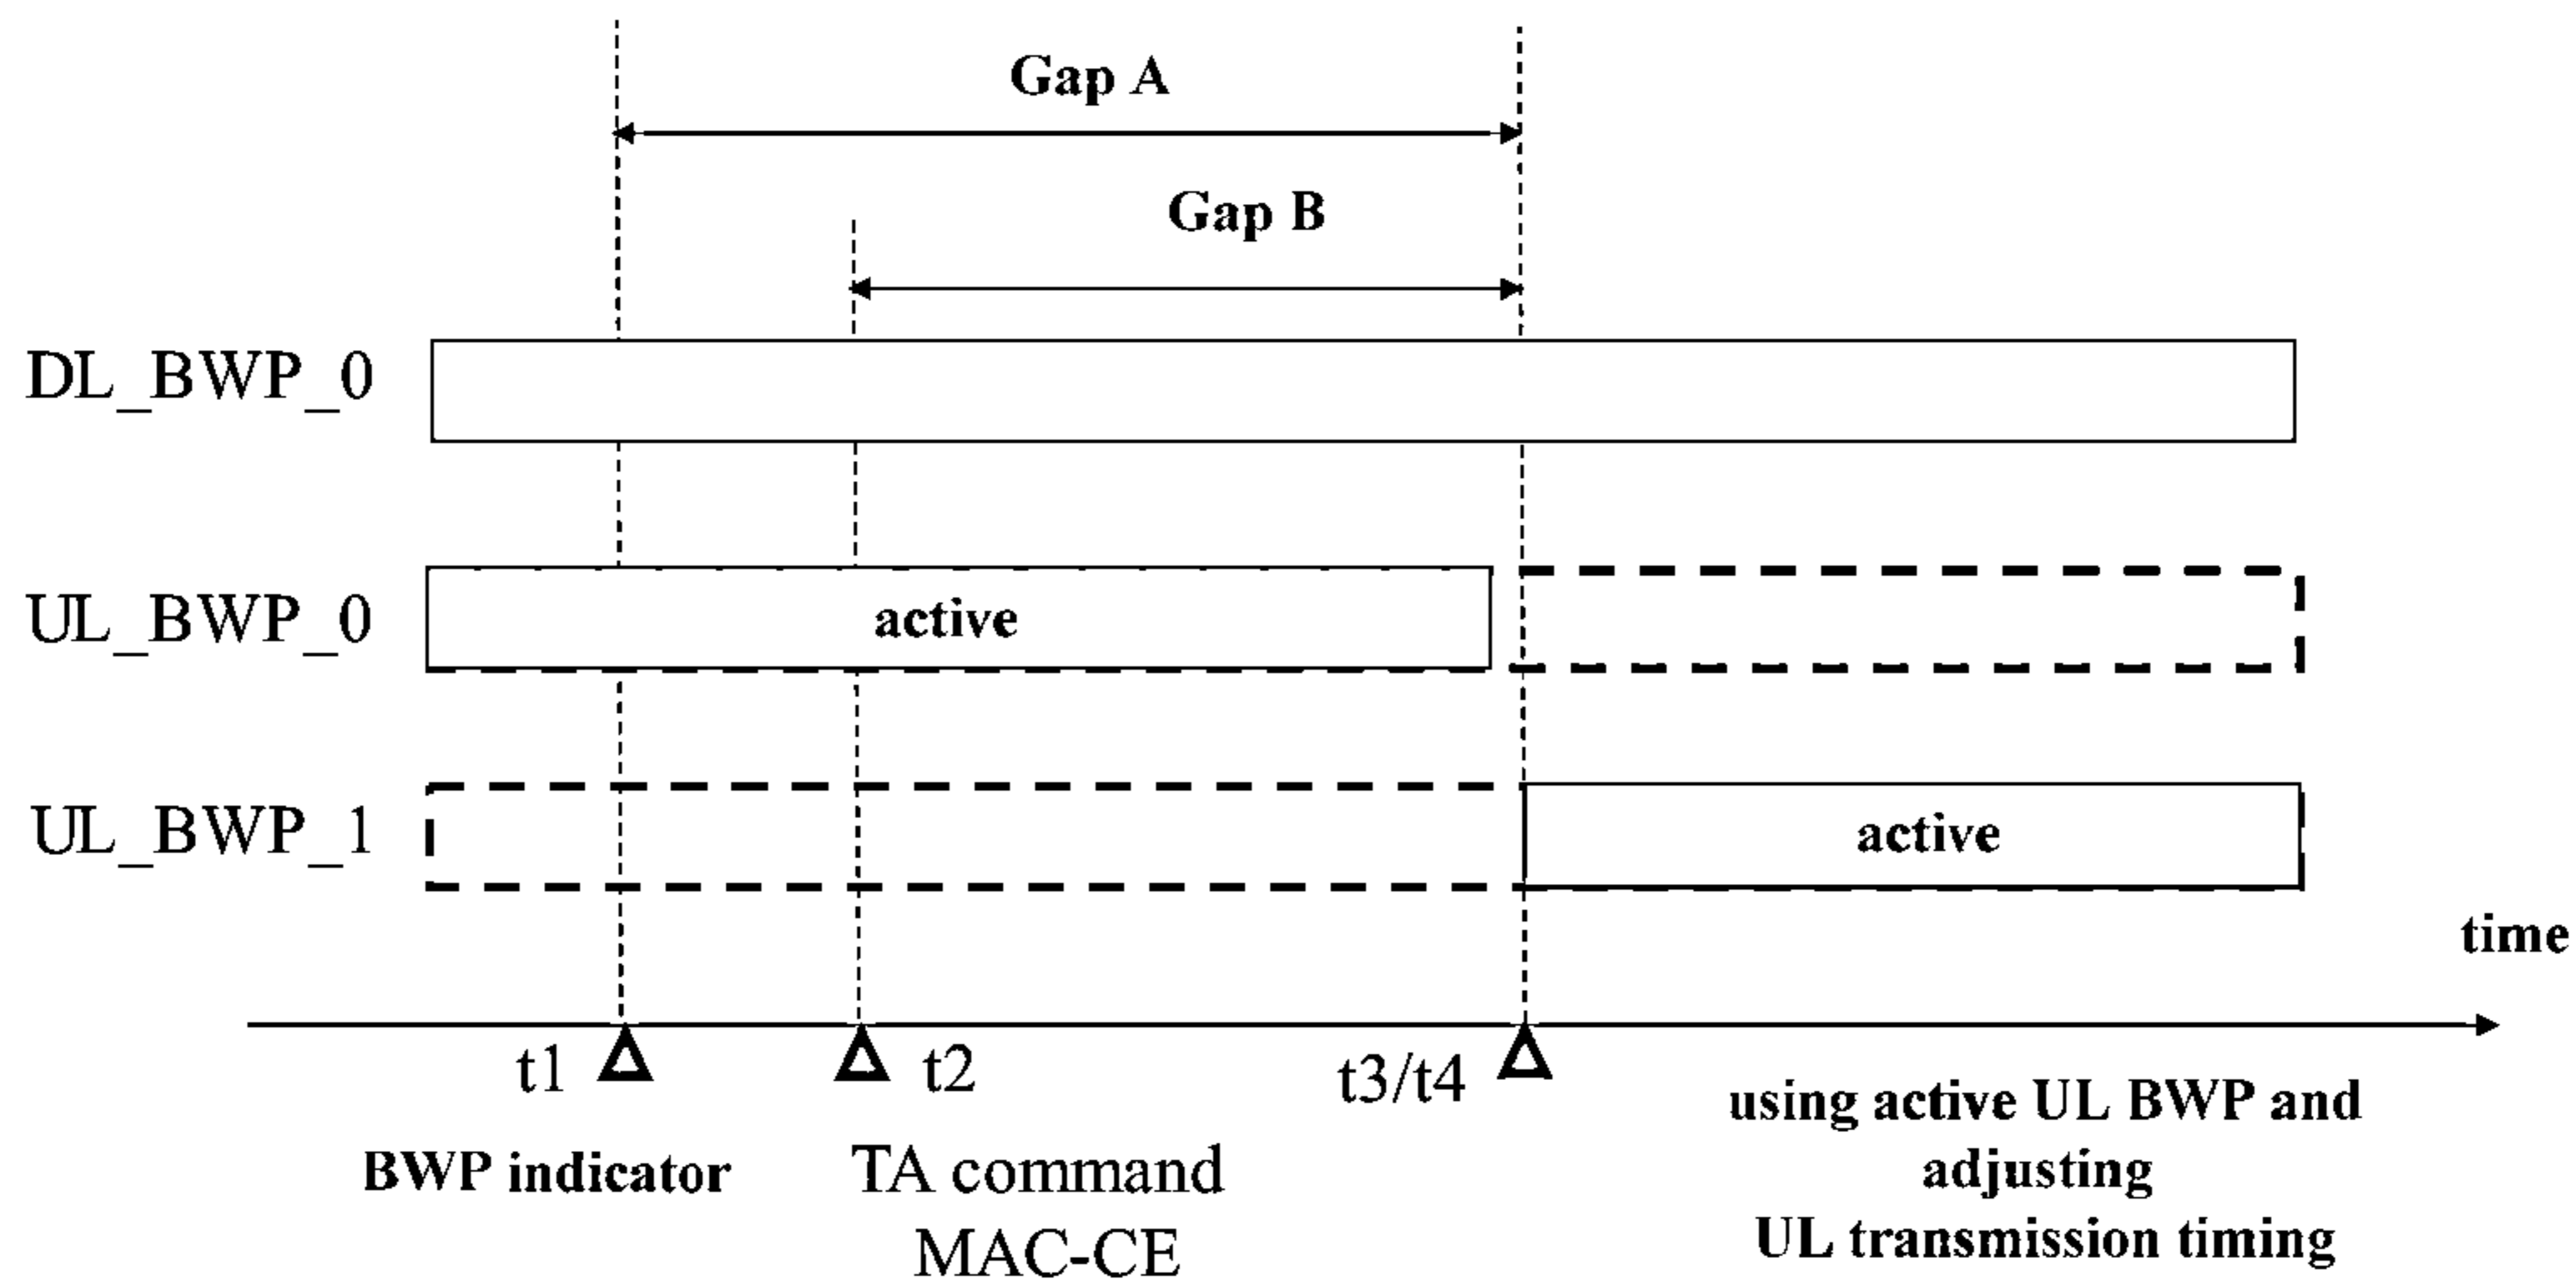 Gap A
Gap B
DL_BWP_0
UL_BWP_0
active
UL_BWP_1
active
time
t1
t2
t3/t4
BWP indicator
TA command
MAC-CE
using active UL BWP and
adjusting
UL transmission timing